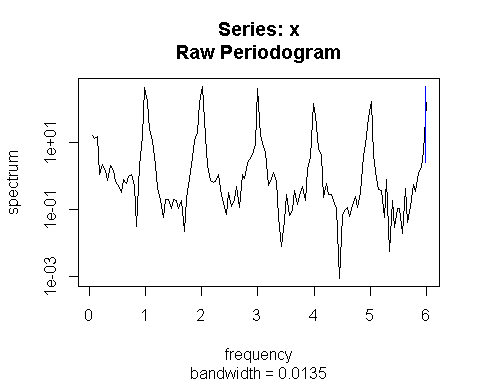 Series: x
Raw Periodogram
spectrum
1e+01
1e-01
1e-03
0 1 2 3 4 5 6
frequency
bandwidth = 0.0135